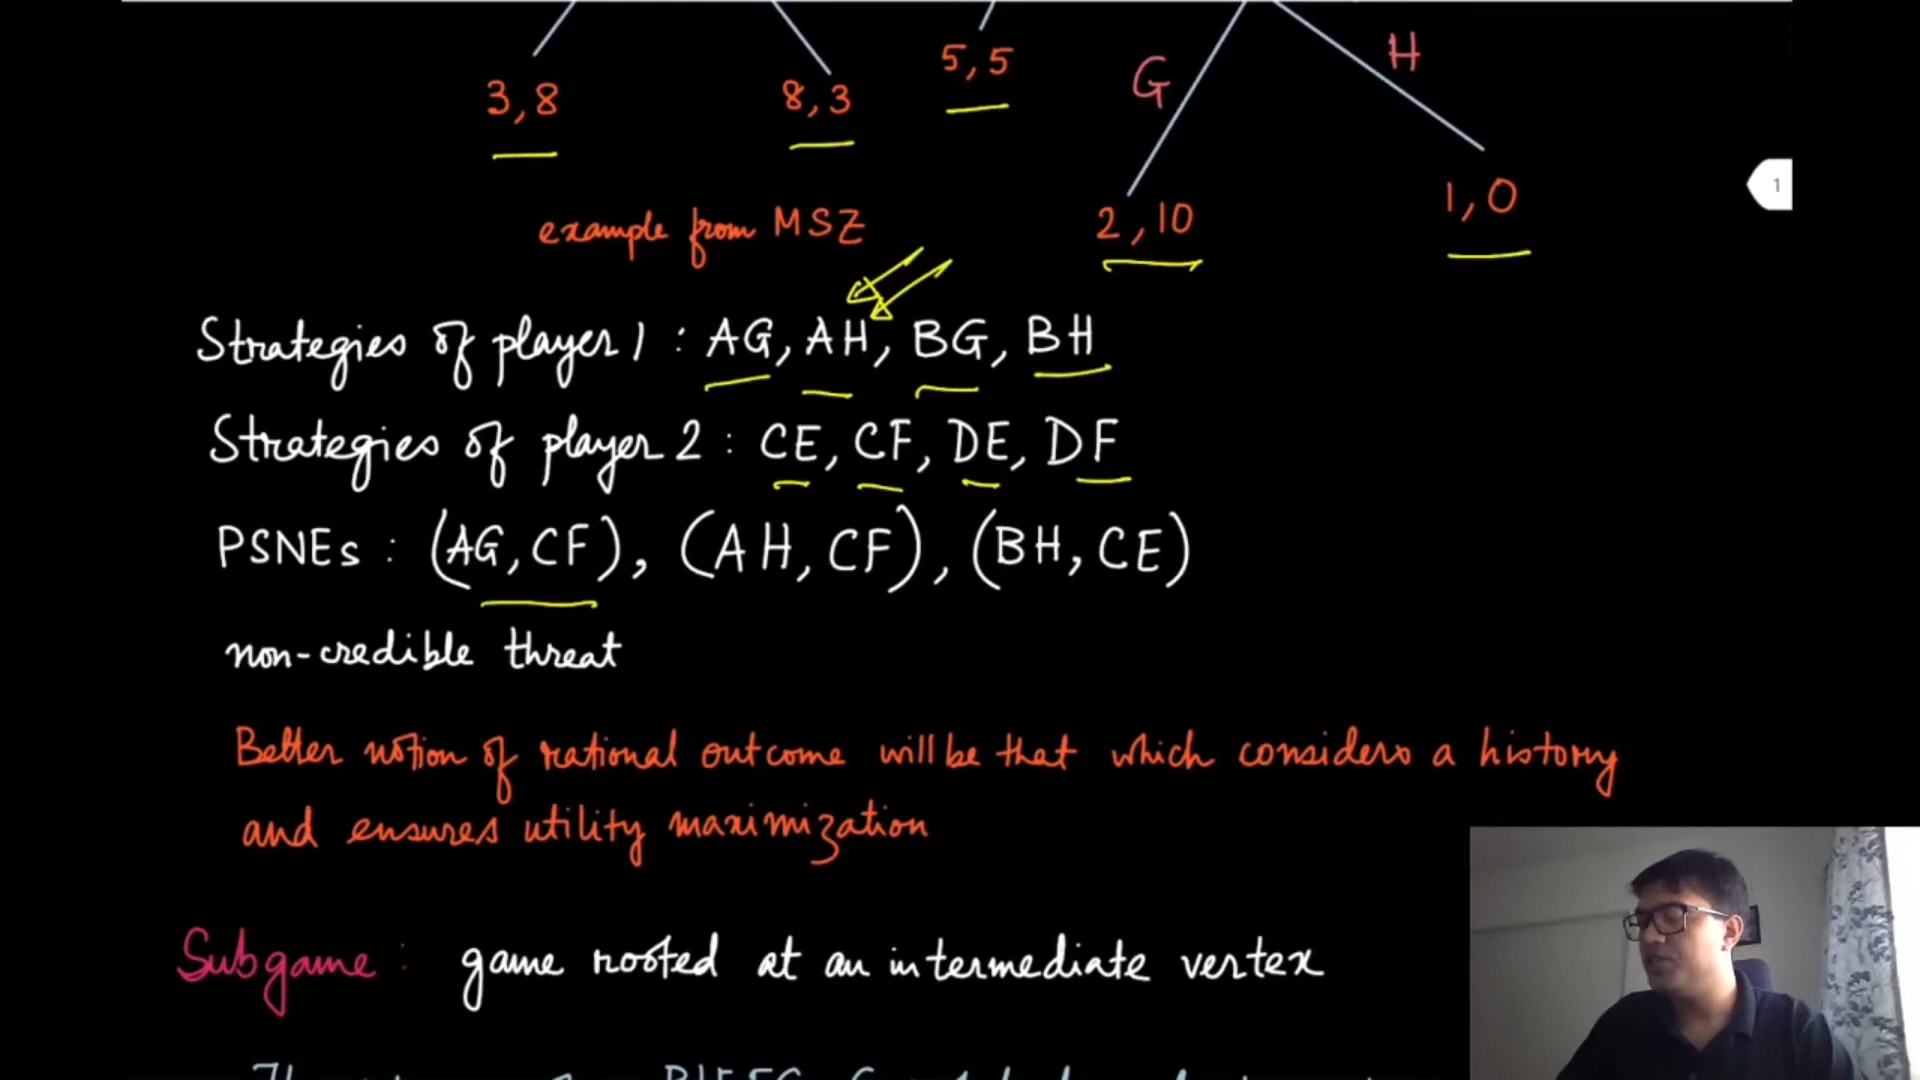 5,5
H
3,8
8,3
G
1
2,10
1,0
example from MSZ
Strategies of player 1 : AG, AH, BG, BH
Strategies of player 2 : CE, CF, DE, DF
PSNEs : (AG,CF), (AH,CF), (BH,CE)
non-credible threat
Better notion of rational outcome will be that which considers a history
and ensures utility maximization
Subgame : game rooted at an intermediate vertex